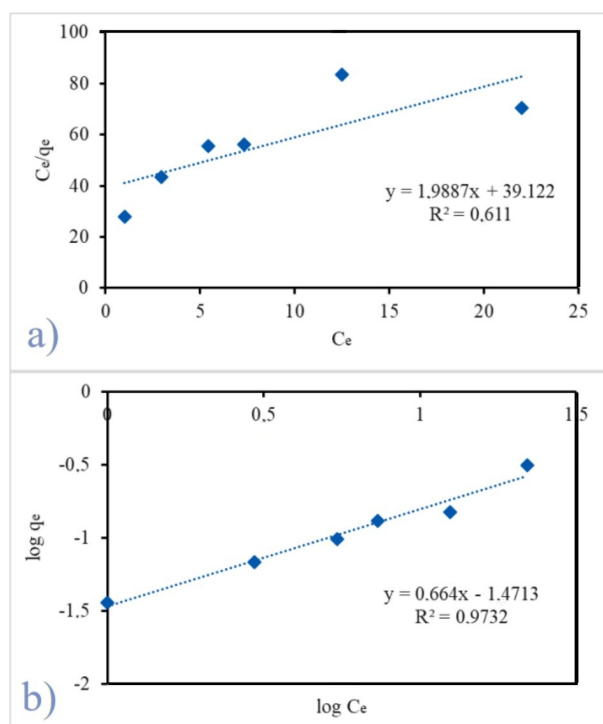 100
80
60
40
20
0
Ce/qe
0 5 10 15 20 25
Ce
y = 1.9887x + 39.122
R² = 0,611
a)
0
-0,5
-1
-1,5
-2
log qe
0 0,5 1 1,5
y = 0.664x - 1.4713
R² = 0.9732
log Ce
b)